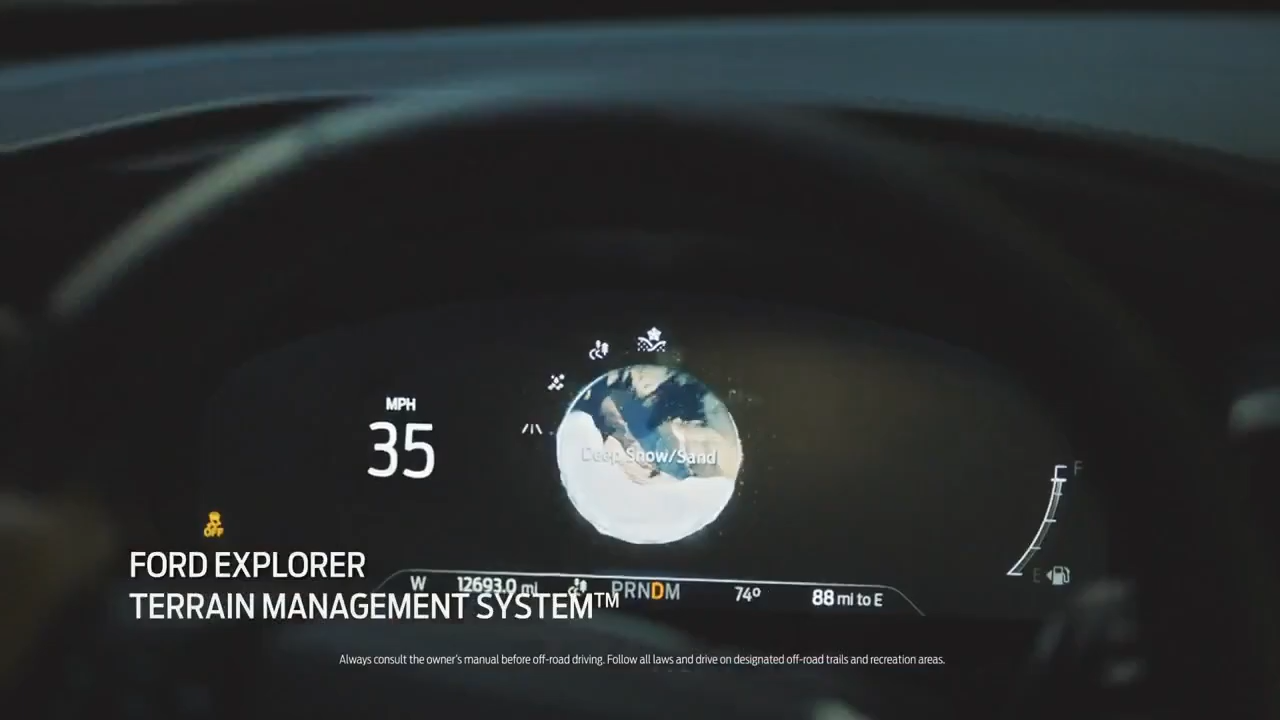 MPH
35
Deep Snow/Sand
F
OFF
E
W 12693.0 mi PRNDM 74° 88 mi to E
FORD EXPLORER
TERRAIN MANAGEMENT SYSTEM™
Always consult the owner's manual before off-road driving. Follow all laws and drive on designated off-road trails and recreation areas.